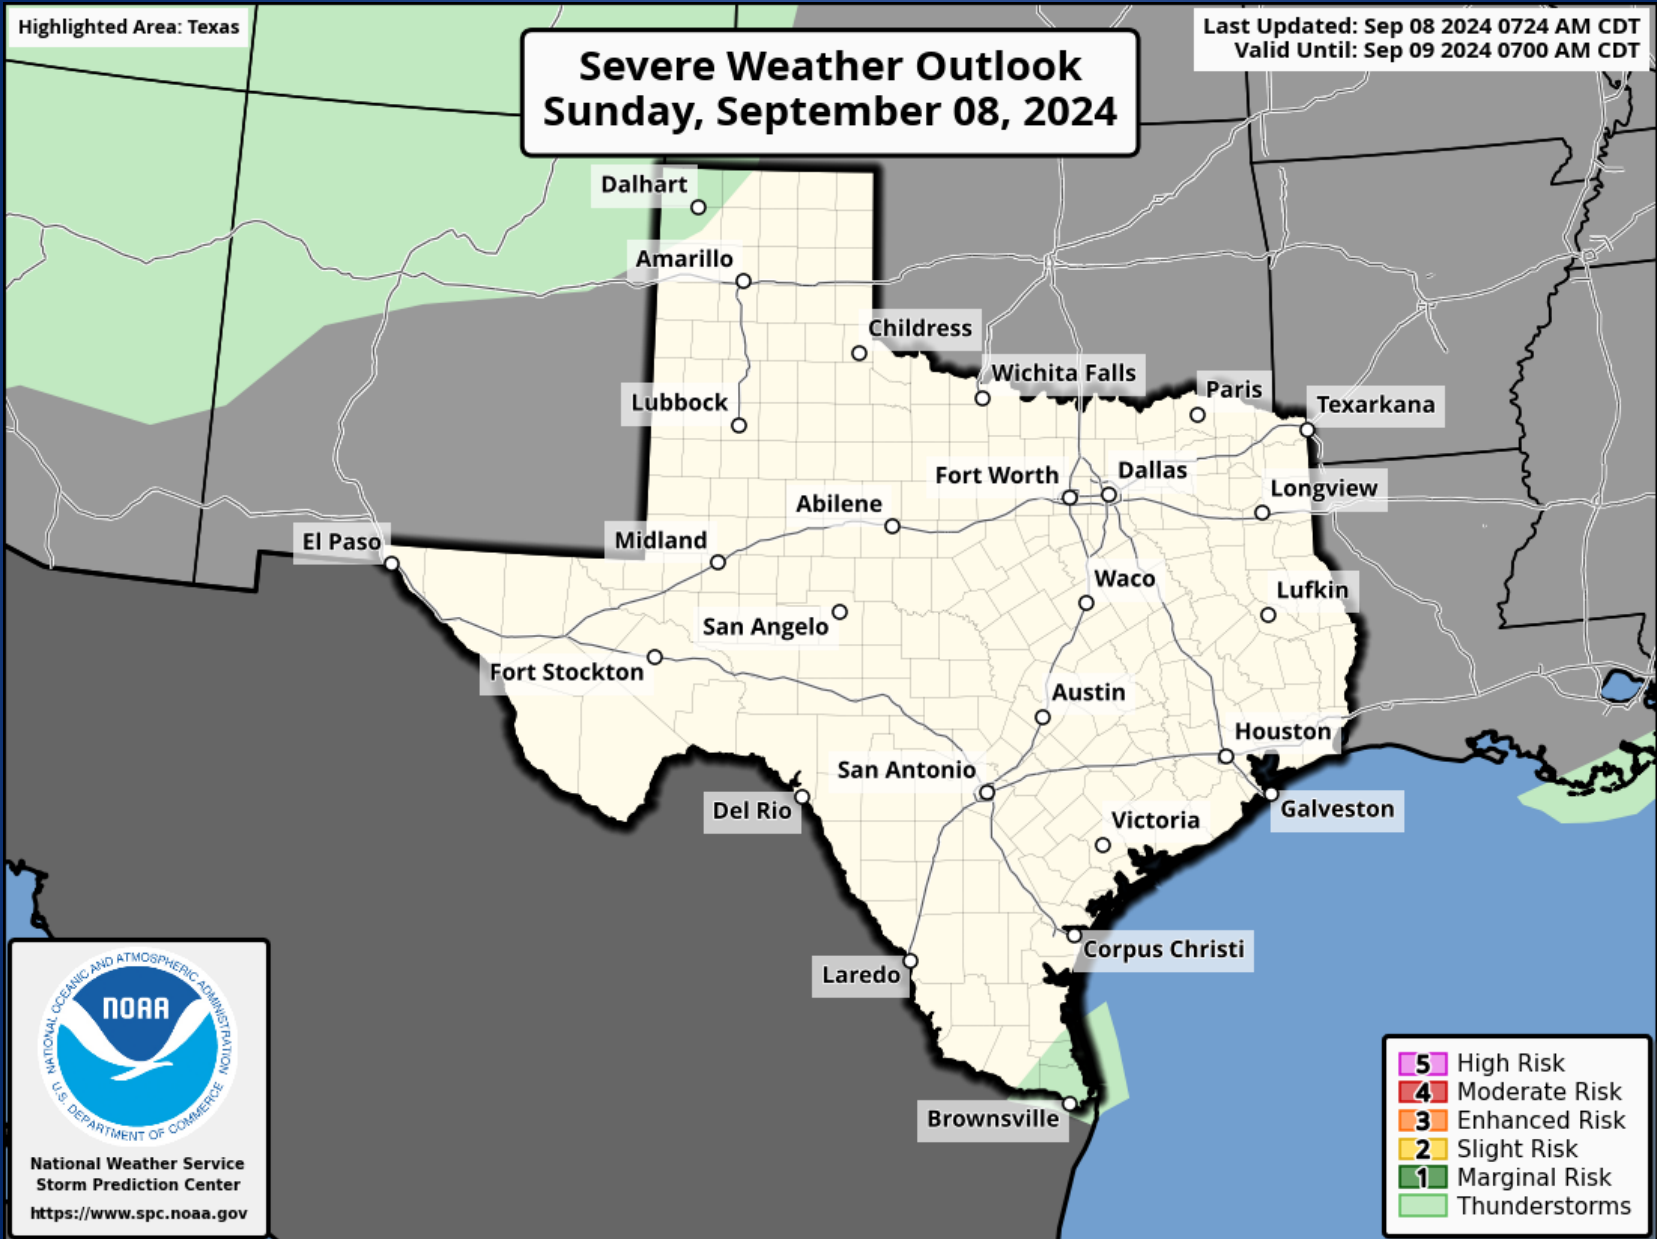 Highlighted Area: Texas
Severe Weather Outlook
Sunday, September 08, 2024
Last Updated: Sep 08 2024 0724 AM CDT
Valid Until: Sep 09 2024 0700 AM CDT
Dalhart
Amarillo
Childress
Wichita Falls
Paris
Texarkana
Lubbock
Fort Worth
Dallas
Longview
Abilene
El Paso
Midland
Waco
Lufkin
San Angelo
Fort Stockton
Austin
Houston
San Antonio
Del Rio
Galveston
Victoria
Corpus Christi
Laredo
Brownsville
NATIONAL OCEANIC AND ATMOSPHERIC ADMINISTRATION
NOAA
U.S. DEPARTMENT OF COMMERCE
National Weather Service
Storm Prediction Center
https://www.spc.noaa.gov
5 High Risk
4 Moderate Risk
3 Enhanced Risk
2 Slight Risk
1 Marginal Risk
Thunderstorms